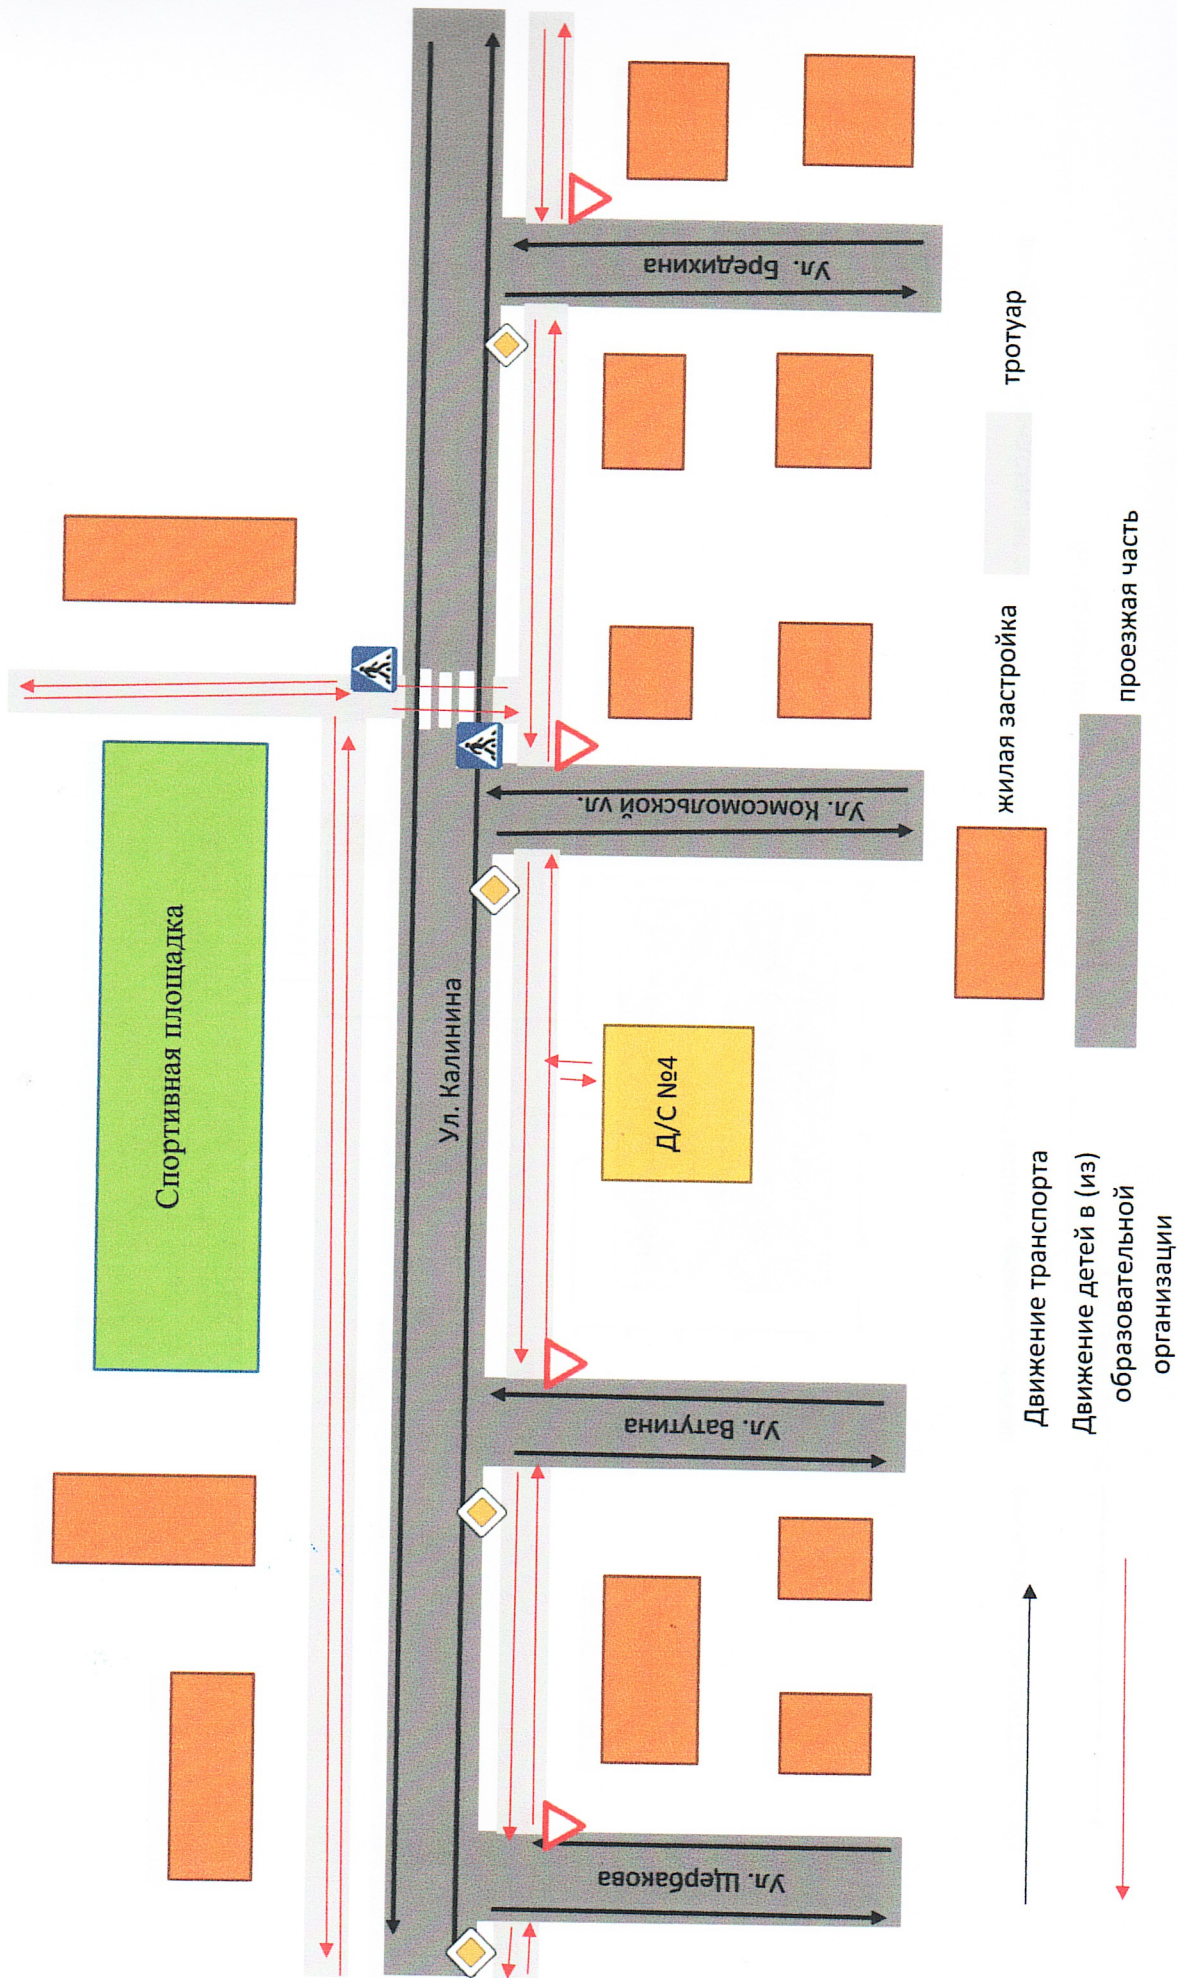 Спортивная площадка
Ул. Калинина
Д/С №4
Ул. Щербакова
Ул. Ватутина
Ул. Комсомольской ул.
Ул. Бредихина
Движение транспорта
Движение детей в (из)
образовательной
организации
жилая застройка
проезжая часть
тротуар